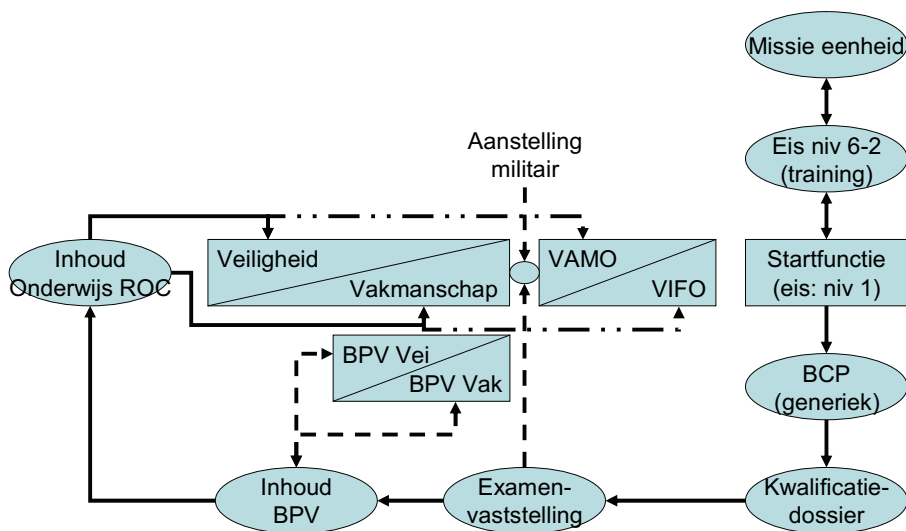 Missie eenheid
Eis niv 6-2
(training)
Aanstelling
militair
Inhoud
Onderwijs ROC
Veiligheid
Vakmanschap
VAMO
VIFO
Startfunctie
(eis: niv 1)
BPV Vei
BPV Vak
BCP
(generiek)
Inhoud
BPV
Examen-
vaststelling
Kwalificatie-
dossier